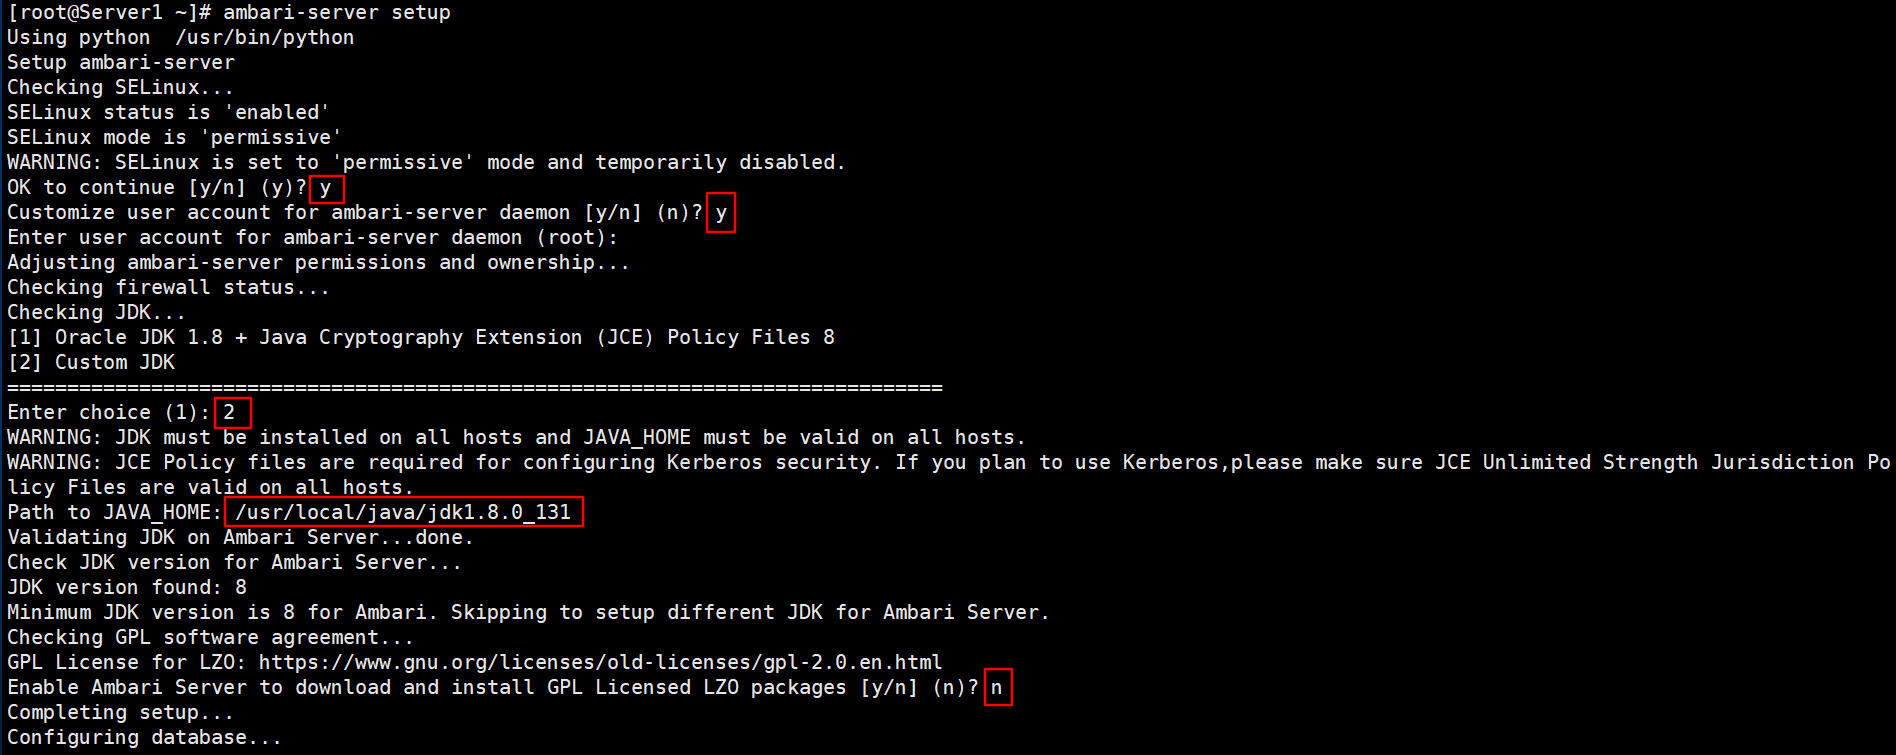 [root@Server1 ~]# ambari-server setup
Using python  /usr/bin/python
Setup ambari-server
Checking SELinux...
SELinux status is 'enabled'
SELinux mode is 'permissive'
WARNING: SELinux is set to 'permissive' mode and temporarily disabled.
OK to continue [y/n] (y)? y
Customize user account for ambari-server daemon [y/n] (n)? y
Enter user account for ambari-server daemon (root):
Adjusting ambari-server permissions and ownership...
Checking firewall status...
Checking JDK...
[1] Oracle JDK 1.8 + Java Cryptography Extension (JCE) Policy Files 8
[2] Custom JDK
==============================================================================
Enter choice (1): 2
WARNING: JDK must be installed on all hosts and JAVA_HOME must be valid on all hosts.
WARNING: JCE Policy files are required for configuring Kerberos security. If you plan to use Kerberos,please make sure JCE Unlimited Strength Jurisdiction Po
licy Files are valid on all hosts.
Path to JAVA_HOME: /usr/local/java/jdk1.8.0_131
Validating JDK on Ambari Server...done.
Check JDK version for Ambari Server...
JDK version found: 8
Minimum JDK version is 8 for Ambari. Skipping to setup different JDK for Ambari Server.
Checking GPL software agreement...
GPL License for LZO: https://www.gnu.org/licenses/old-licenses/gpl-2.0.en.html
Enable Ambari Server to download and install GPL Licensed LZO packages [y/n] (n)? n
Completing setup...
Configuring database...